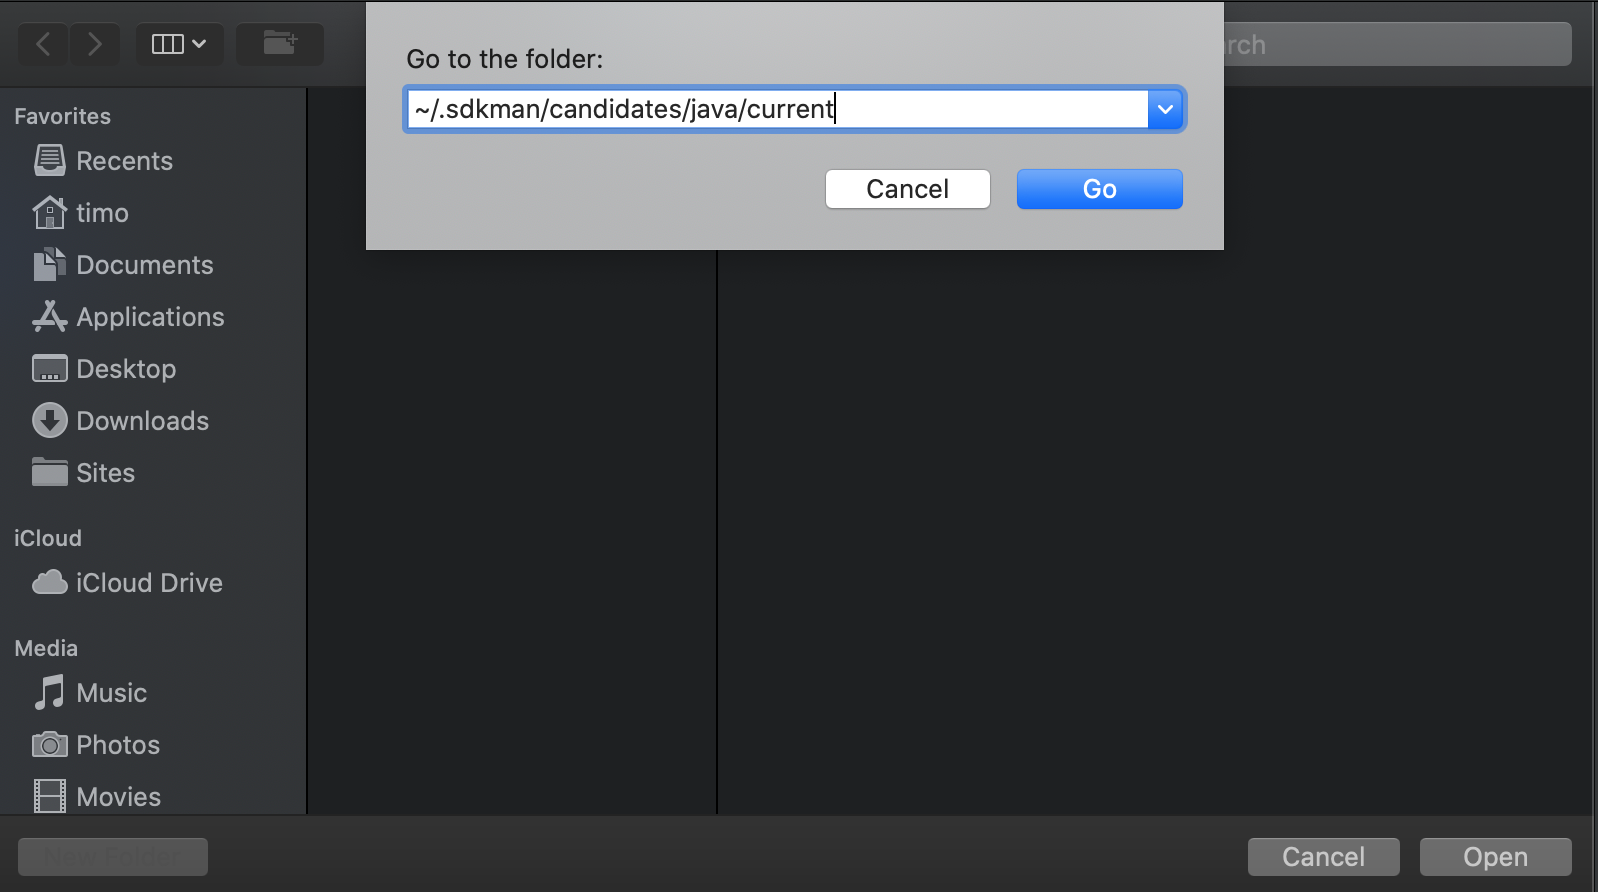 Go to the folder:
~/.sdkman/candidates/java/current
Cancel
Go
Favorites
Recents
timo
Documents
Applications
Desktop
Downloads
Sites
iCloud
iCloud Drive
Media
Music
Photos
Movies
New Folder
Cancel
Open